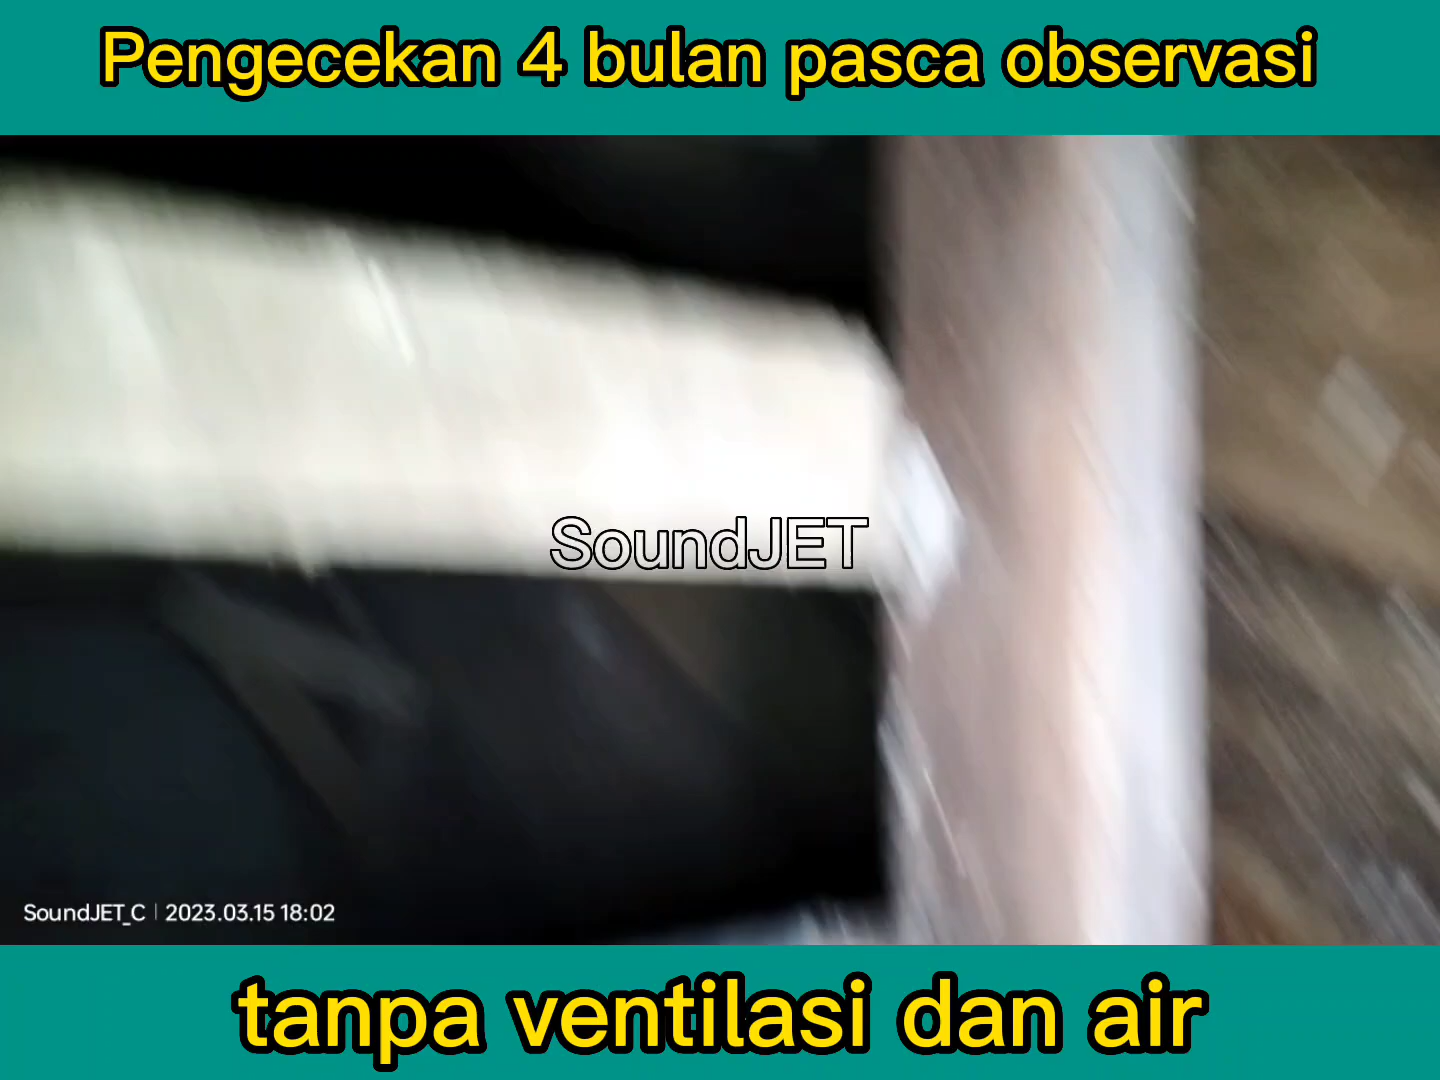 Pengecekan 4 bulan pasca observasi
SoundJET
SoundJET_C | 2023.03.15 18:02
tanpa ventilasi dan air